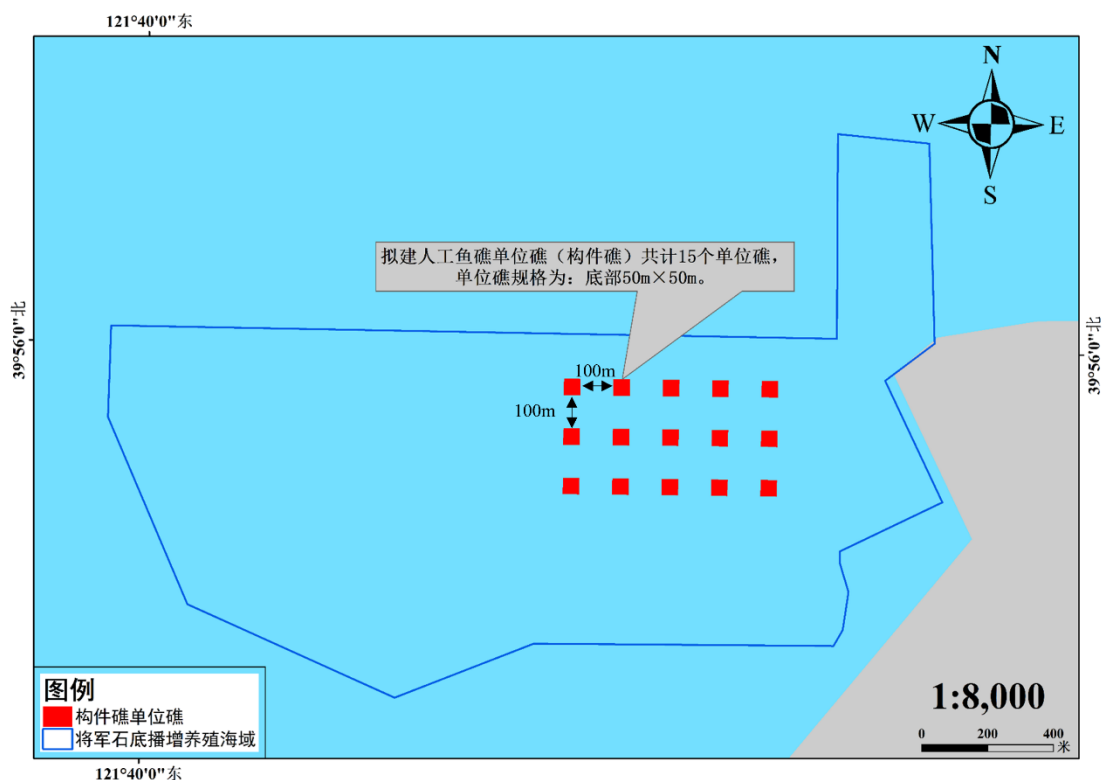 121°40′0″东
N
W
E
S
拟建人工鱼礁单位礁（构件礁）共计15个单位礁，
单位礁规格为：底部50m×50m。
39°56′0″北
39°56′0″北
100m
100m
图例
构件礁单位礁
将军石底播增养殖海域
1:8,000
0 200 400
米
121°40′0″东